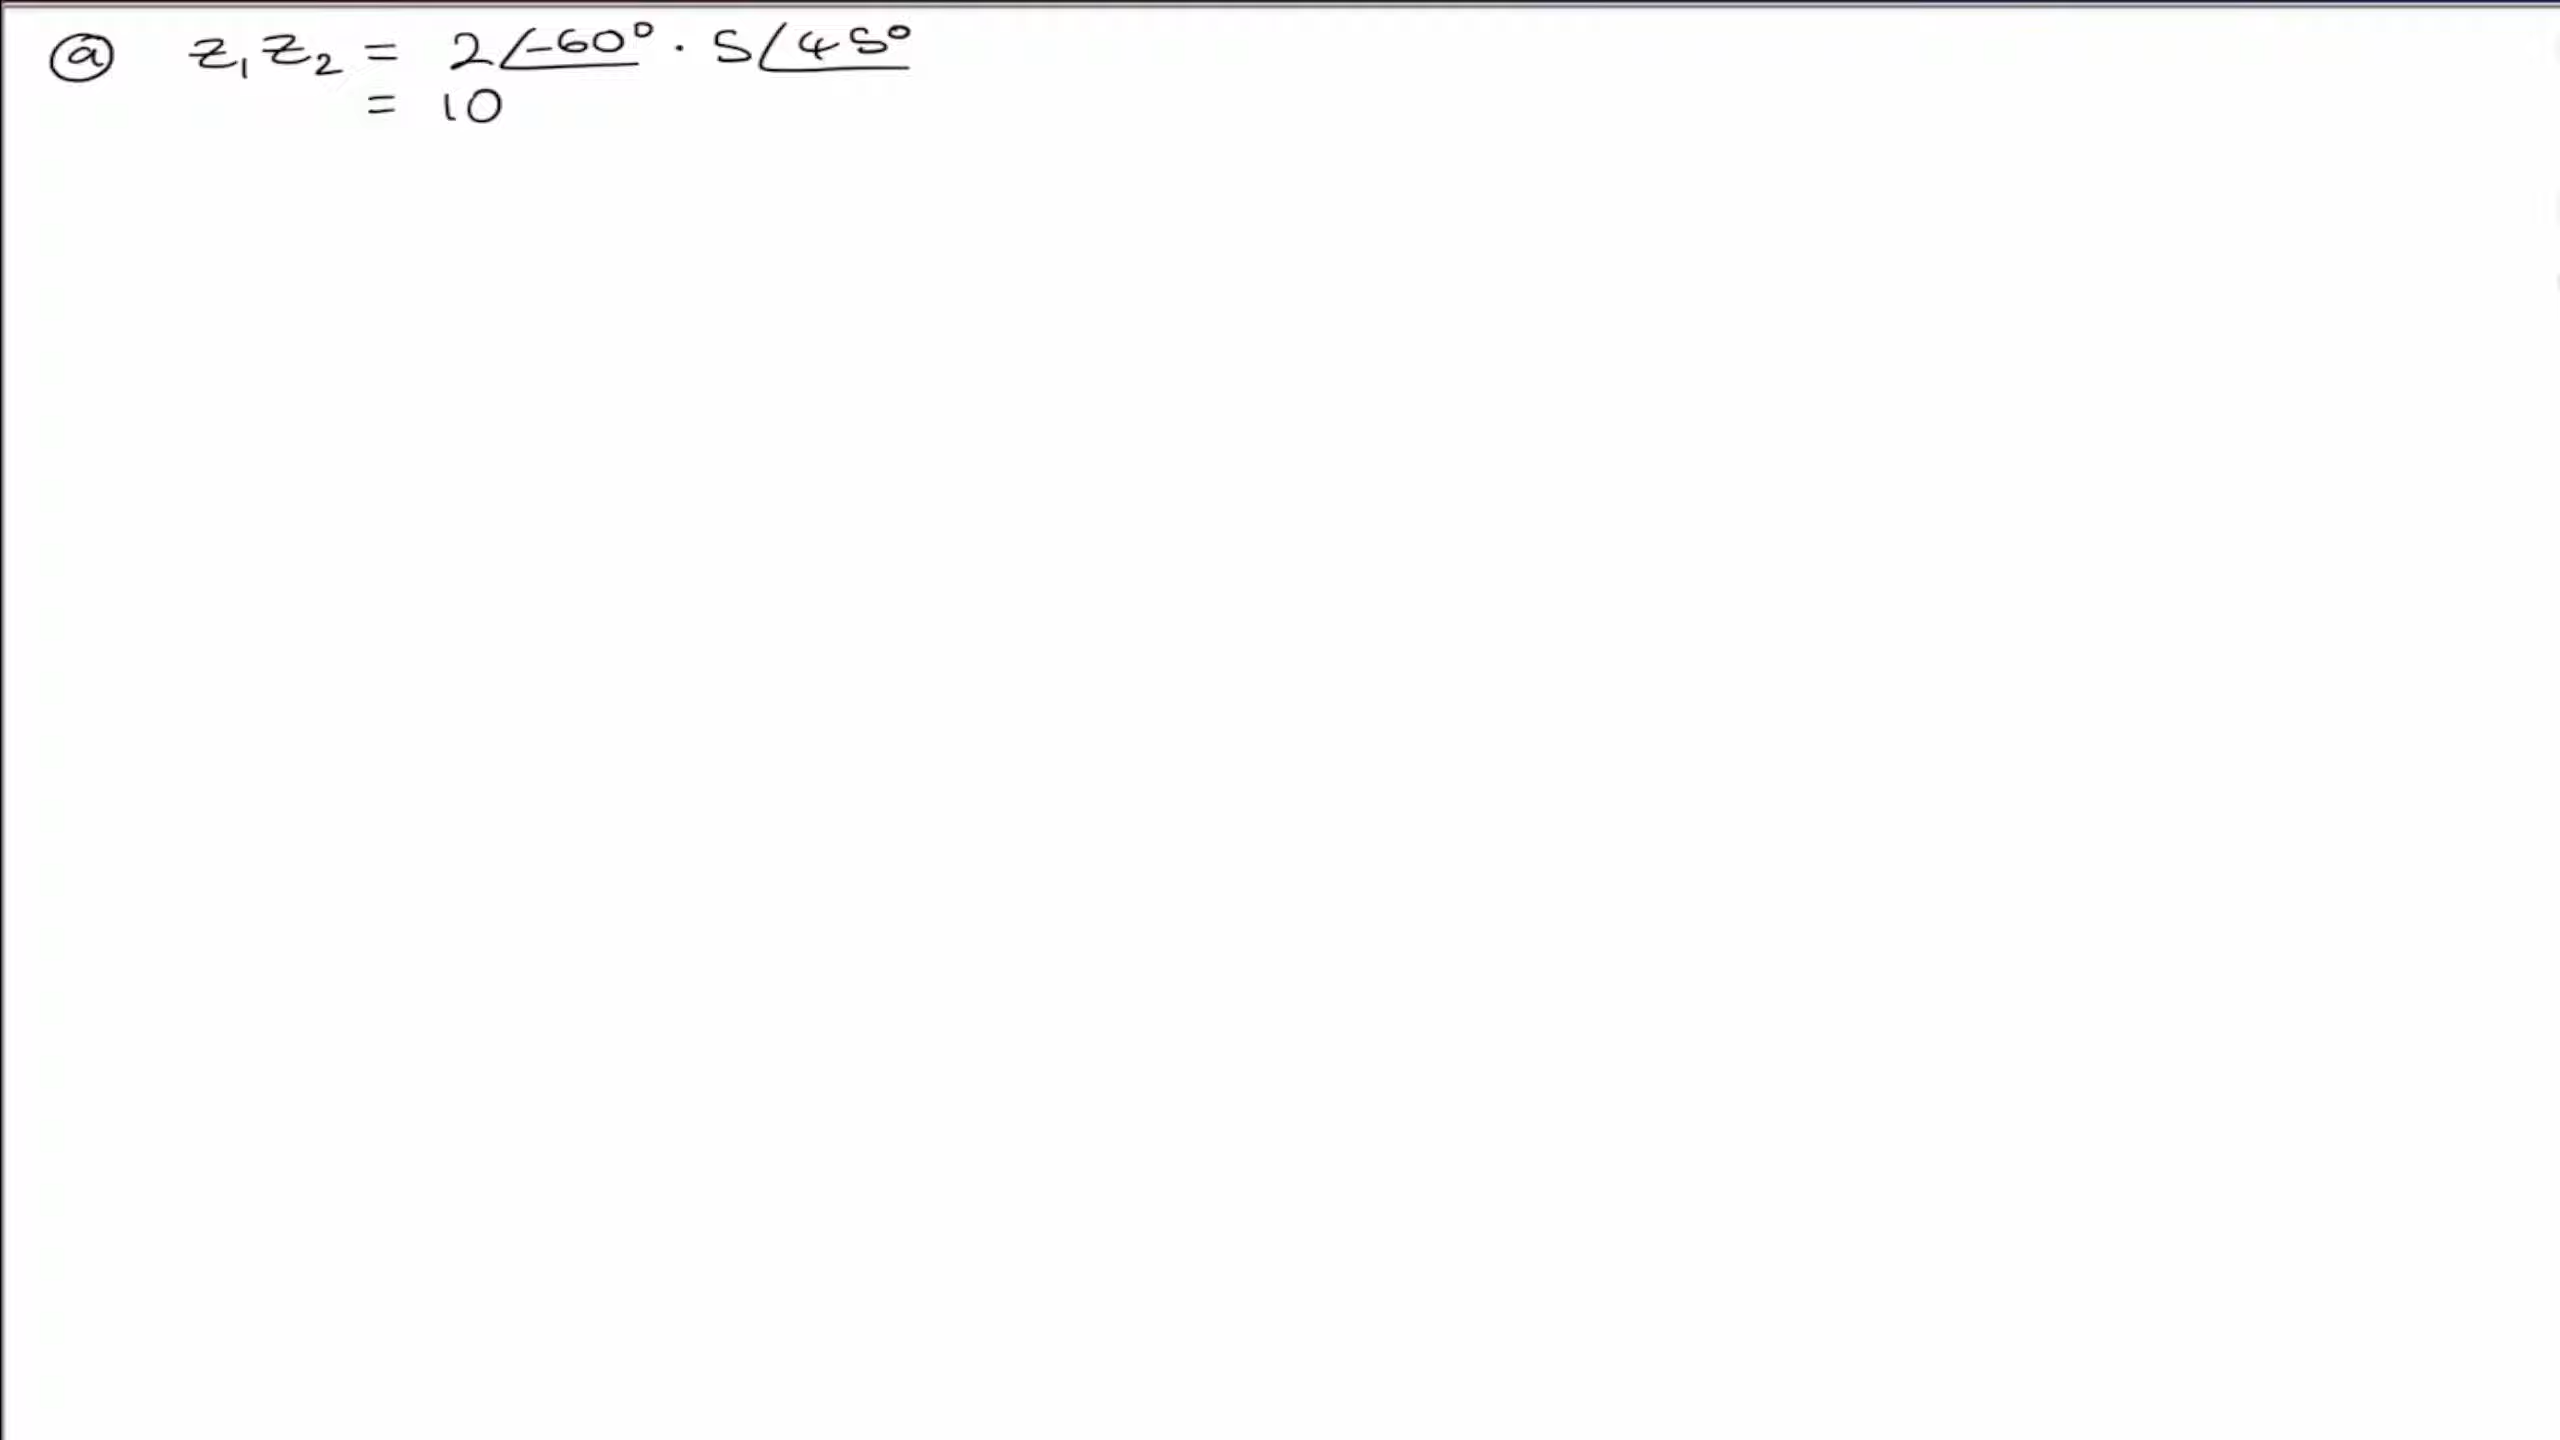 ⓐ z₁z₂ = 2∠-60° · 5∠45°
= 10